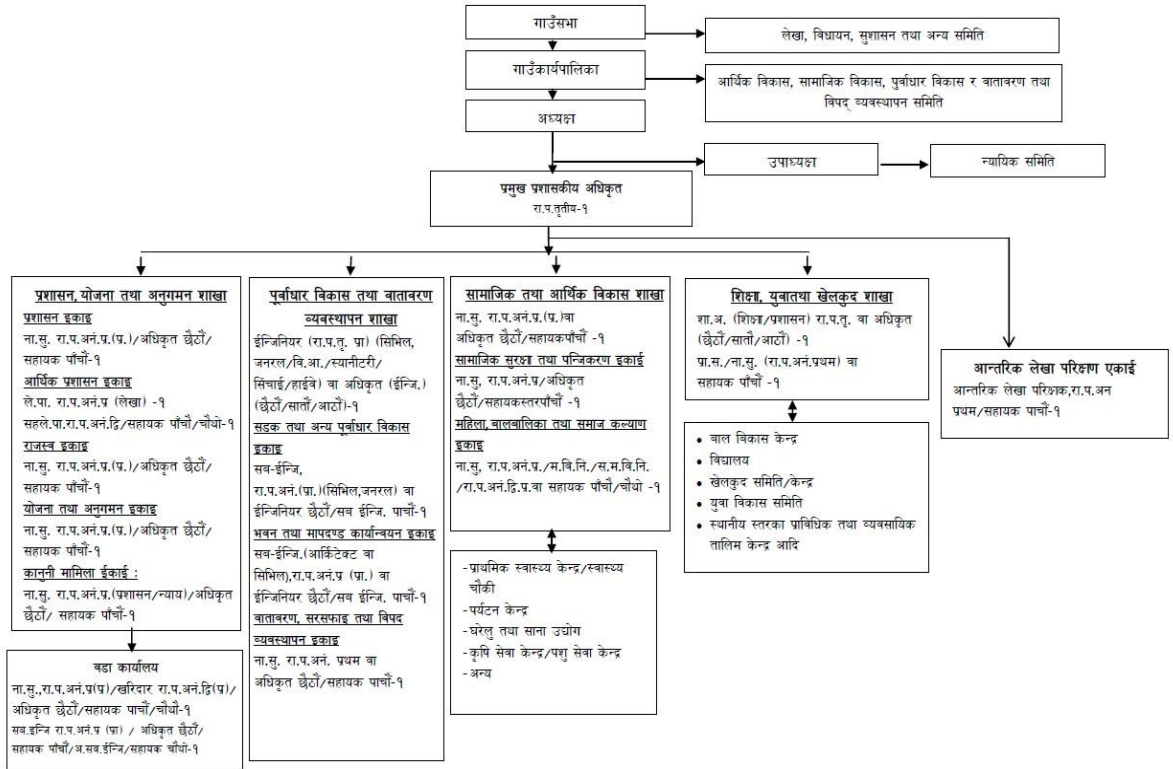 गाउँसभा
लेखा, विधायन, सुशासन तथा अन्य समिति
गाउँकार्यपालिका
आर्थिक विकास, सामाजिक विकास, पुर्वाधार विकास र वातावरण तथा
विपद् व्यवस्थापन समिति
अध्यक्षा
उपाध्यक्षा
न्यायिक समिति
प्रमुख प्रशासकीय अधिकृत
रा.प.तृतीय-१
प्रशासन, योजना तथा अनुगमन शाखा
प्रशासन इकाइ
ना.सु. रा.प.अनं.प्र.(प्र.)/अधिकृत छैठौं/
सहायक पाँचौं-१
आर्थिक प्रशासन इकाइ
ले.पा. रा.प.अनं.प्र (लेखा) -१
सहले.पा.रा.प.अनं.द्वि/सहायक पाँचौ/चौथो-१
राजस्व इकाइ
ना.सु. रा.प.अनं.प्र.(प्र.)/अधिकृत छैठौं/
सहायक पाँचौं-१
योजना तथा अनुगमन इकाइ
ना.सु. रा.प.अनं.प्र.(प्र.)/अधिकृत छैठौं/
सहायक पाँचौं-१
कानुनी मामिला ईकाई :
ना.सु. रा.प.अनं.प्र.(प्रशासन/न्याय)/अधिकृत
छैठौं/ सहायक पाँचौं-१
वडा कार्यालय
ना.सु.,रा.प.अनं.प्र(प्र)/खरिदार रा.प.अनं.द्वि(प्र)/
अधिकृत छैठौं/सहायक पाचौं/चौथौ-१
सब.इन्जि रा.प.अनं.प्र (प्रा) / अधिकृत छैठौं/
सहायक पाँचौं/अ.सब.ईन्जि/सहायक चौथो-१
पूर्वाधार विकास तथा वातावरण
व्यवस्थापन शाखा
ईन्जिनियर (रा.प.तृ. प्रा) (सिभिल,
जनरल/वि.आ./स्यानीटरी/
सिंचाई/हाईवे) वा अधिकृत (ईन्जि.)
(छैठौं/सातौं/आठौं)-१
सडक तथा अन्य पूर्वाधार विकास
इकाइ
सव-ईन्जि,
रा.प.अनं.(प्रा.)(सिभिल,जनरल) वा
ईन्जिनियर छैठौं/सब ईन्जि. पाचौं-१
भवन तथा मापदण्ड कार्यान्वयन इकाइ
सव-ईन्जि.(आर्किटेक्ट वा
सिभिल),रा.प.अनं.प्र (प्रा.) वा
ईन्जिनियर छैठौं/सब ईन्जि. पाचौं-१
वातावरण, सरसफाइ तथा विपद
व्यवस्थापन इकाइ
ना.सु. रा.प.अनं. प्रथम वा
अधिकृत छैठौं/सहायक पाचौं-१
सामाजिक तथा आर्थिक विकास शाखा
ना.सु. रा.प.अनं.प्र.(प्र.)वा
अधिकृत छैठौं/सहायकपाँचौं -१
सामाजिक सुरक्षा तथा पन्जिकरण इकाई
ना.सु, रा.प.अनं.प्र/अधिकृत
छैठौं/सहायकस्तरपाँचौं -१
महिला,बालबालिका तथा समाज कल्याण
इकाई
ना.सु, रा.प.अनं.प्र./म.वि.नि./स.म.वि.नि.
/रा.प.अनं.द्वि.प्र.वा सहायक पाँचौ/चौथो -१
-प्राथमिक स्वास्थ्य केन्द्र/स्वास्थ्य
चौकी
-पर्यटन केन्द्र
-घरेलु तथा साना उद्योग
-कृषि सेवा केन्द्र/पशु सेवा केन्द्र
-अन्य
शिक्षा, युवातथा खेलकुद शाखा
शा.अ. (शिक्षा/प्रशासन) रा.प.तृ. वा अधिकृत
(छैठौं/सातौ/आठौं) -१
प्रा.स./ना.सु. (रा.प.अनं.प्रथम) वा
सहायक पाँचौं -१
• बाल विकास केन्द्र
• विद्यालय
• खेलकुद समिति/केन्द्र
• युवा विकास समिति
• स्थानीय स्तरका प्राविधिक तथा व्यवसायिक
तालिम केन्द्र आदि
आन्तरिक लेखा परिक्षण एकाई
आन्तरिक लेखा परिक्षक,रा.प.अन
प्रथम/सहायक पाचौं-१